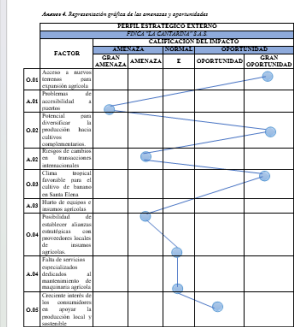 Anexo 4. Representación gráfica de las amenazas y oportunidades
PERFIL ESTRATEGICO EXTERNO
FINCA "LA CANTARINA" S.A.S.
FACTOR
CALIFICACION DEL IMPACTO
AMENAZA NORMAL OPORTUNIDAD
GRAN AMENAZA AMENAZA E OPORTUNIDAD GRAN OPORTUNIDAD
O.01 Acceso a nuevos terrenos para expansión agrícola
A.01 Problemas de accesibilidad a puertos
O.02 Potencial para diversificar la producción hacia cultivos complementarios.
A.02 Riesgos de cambios en transacciones internacionales
O.03 Clima tropical favorable para el cultivo de banano en Santa Elena
A.03 Hurto de equipos e insumos agrícolas
O.04 Posibilidad de establecer alianzas estratégicas con proveedores locales de insumos agrícolas.
A.04 Falta de servicios especializados dedicados al mantenimiento de maquinaria agrícola
O.05 Creciente interés de los consumidores en apoyar la producción local y sostenible